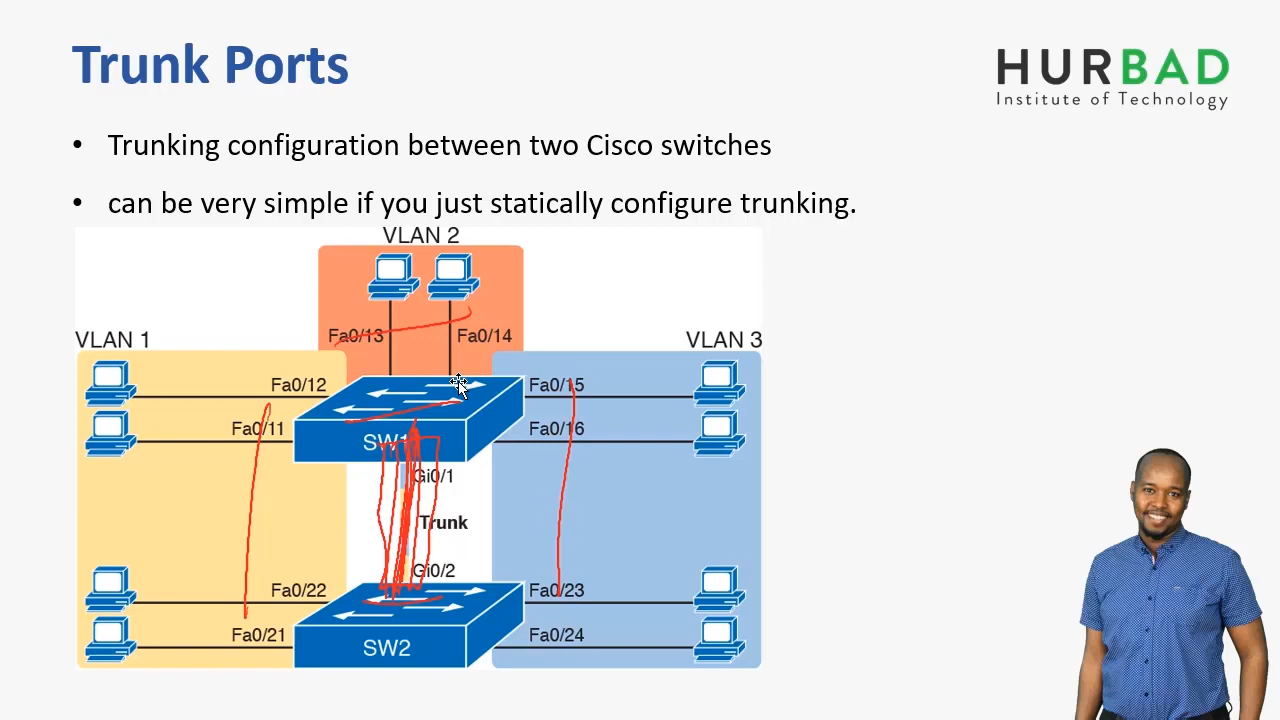 Trunk Ports
HURBAD
Institute of Technology
• Trunking configuration between two Cisco switches
• can be very simple if you just statically configure trunking.
VLAN 2
Fa0/13 Fa0/14
VLAN 1 VLAN 3
Fa0/12 Fa0/15
Fa0/11 Fa0/16
SW1
Gi0/1
Trunk
Gi0/2
Fa0/22 Fa0/23
Fa0/21 Fa0/24
SW2